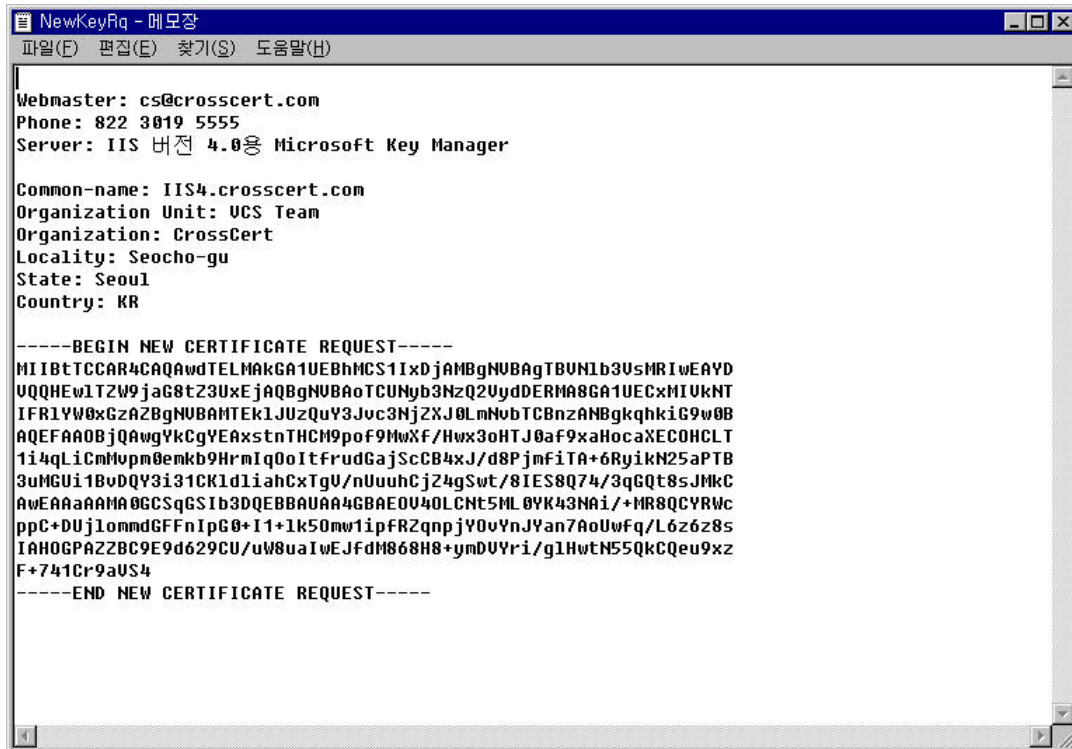 NewKeyRq - 메모장
파일(F) 편집(E) 찾기(S) 도움말(H)
Webmaster: cs@crosscert.com
Phone: 822 3019 5555
Server: IIS 버전 4.0용 Microsoft Key Manager
Common-name: IIS4.crosscert.com
Organization Unit: VCS Team
Organization: CrossCert
Locality: Seocho-gu
State: Seoul
Country: KR
-----BEGIN NEW CERTIFICATE REQUEST-----
MIIBtTCCAR4CAQAwdTELMAkGA1UEBhMCS1IxDjAMBgNVBAgTBVNlb3VsMRIwEAYD
VQQHEwlTZW9jaG8tZ3UxEjAQBgNVBAoTCUNyb3NzQ2VydDERMA8GA1UECxMIVkNT
IFRlYW0xGzAZBgNVBAMTEklJUzQuY3Jvc3NjZXJ0LmNvbTCBnzANBgkqhkiG9w0B
AQEFAAOBjQAwgYkCgYEAxstnTHCM9pof9MwXf/Hwx3oHTJ0af9xaHocaXECOHCLT
1i4qLiCmMvpm0emkb9HrmIqOoItfrudGajScCB4xJ/d8PjmfiTA+6RyikN25aPTB
3uMGUi1BvDQY3i31CKldliahCxTgV/nUuuhCjZ4gSwt/8IES8Q74/3qGQt8sJMkC
AwEAAaAAMA0GCSqGSIb3DQEBBAUAA4GBAEOV4OLCNt5ML0YK43NAi/+MR8QCYRWc
ppC+DUjlommdGFFnIpG0+I1+lk5Omw1ipfRZqnpjYOvYnJYan7AoUwfq/L6z6z8s
IAHOGPAZZBC9E9d629CU/uW8uaIwEJfdM868H8+ymDVYri/glHwtN55QkCQeu9xz
F+741Cr9aVS4
-----END NEW CERTIFICATE REQUEST-----